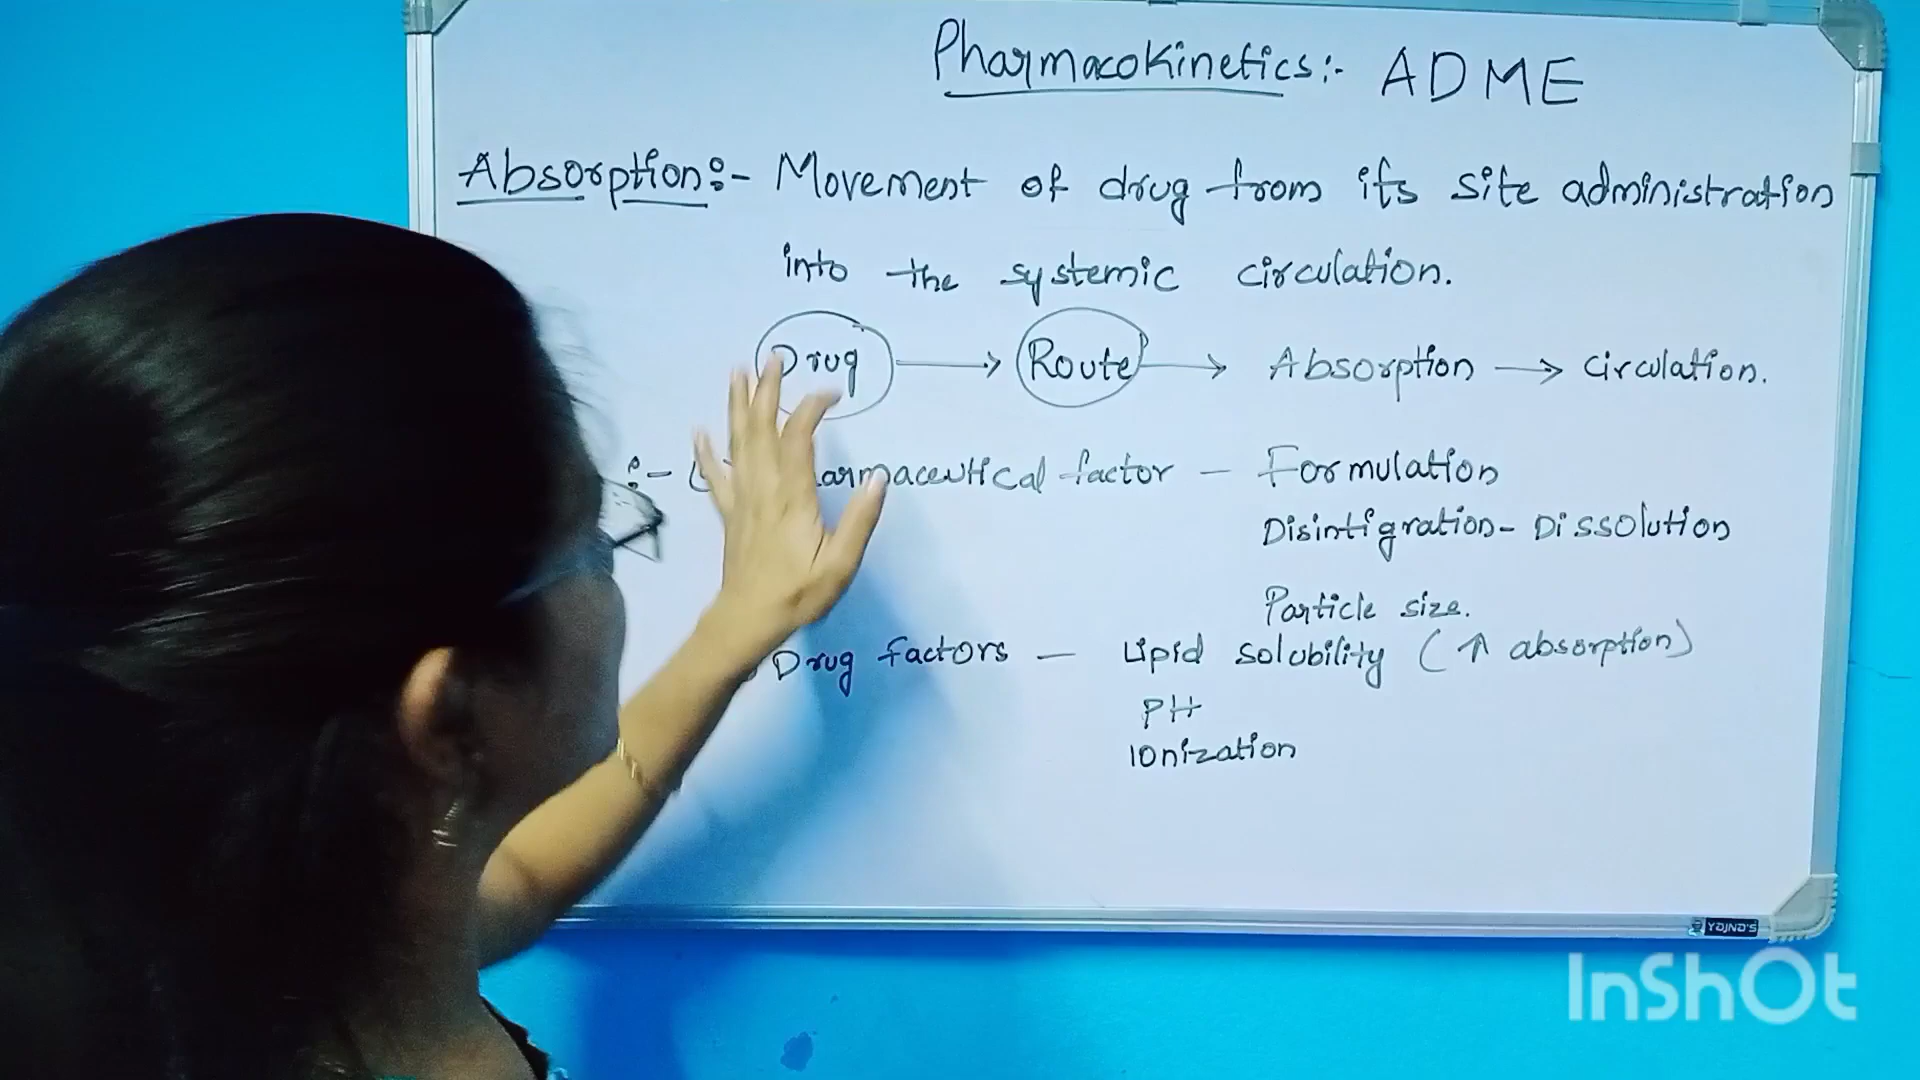 Pharmacokinetics:- ADME
Absorption:- Movement of drug from its site administration
into the systemic circulation.
Drug → Route → Absorption → circulation.
:- factor - Formulation
Disintigration- Dissolution
Particle size.
Drug factors - Lipid solubility (↑ absorption)
PH
Ionization
YAJNA'S
InShOt